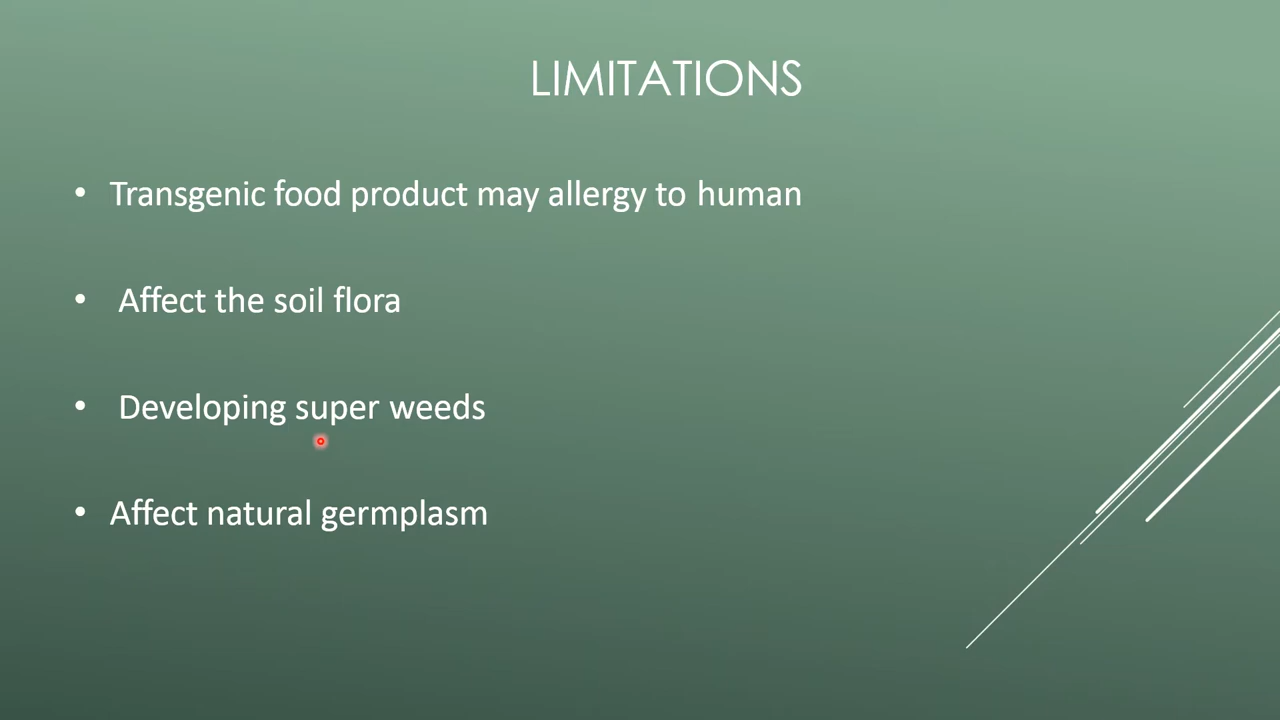 LIMITATIONS
• Transgenic food product may allergy to human
• Affect the soil flora
• Developing super weeds
• Affect natural germplasm